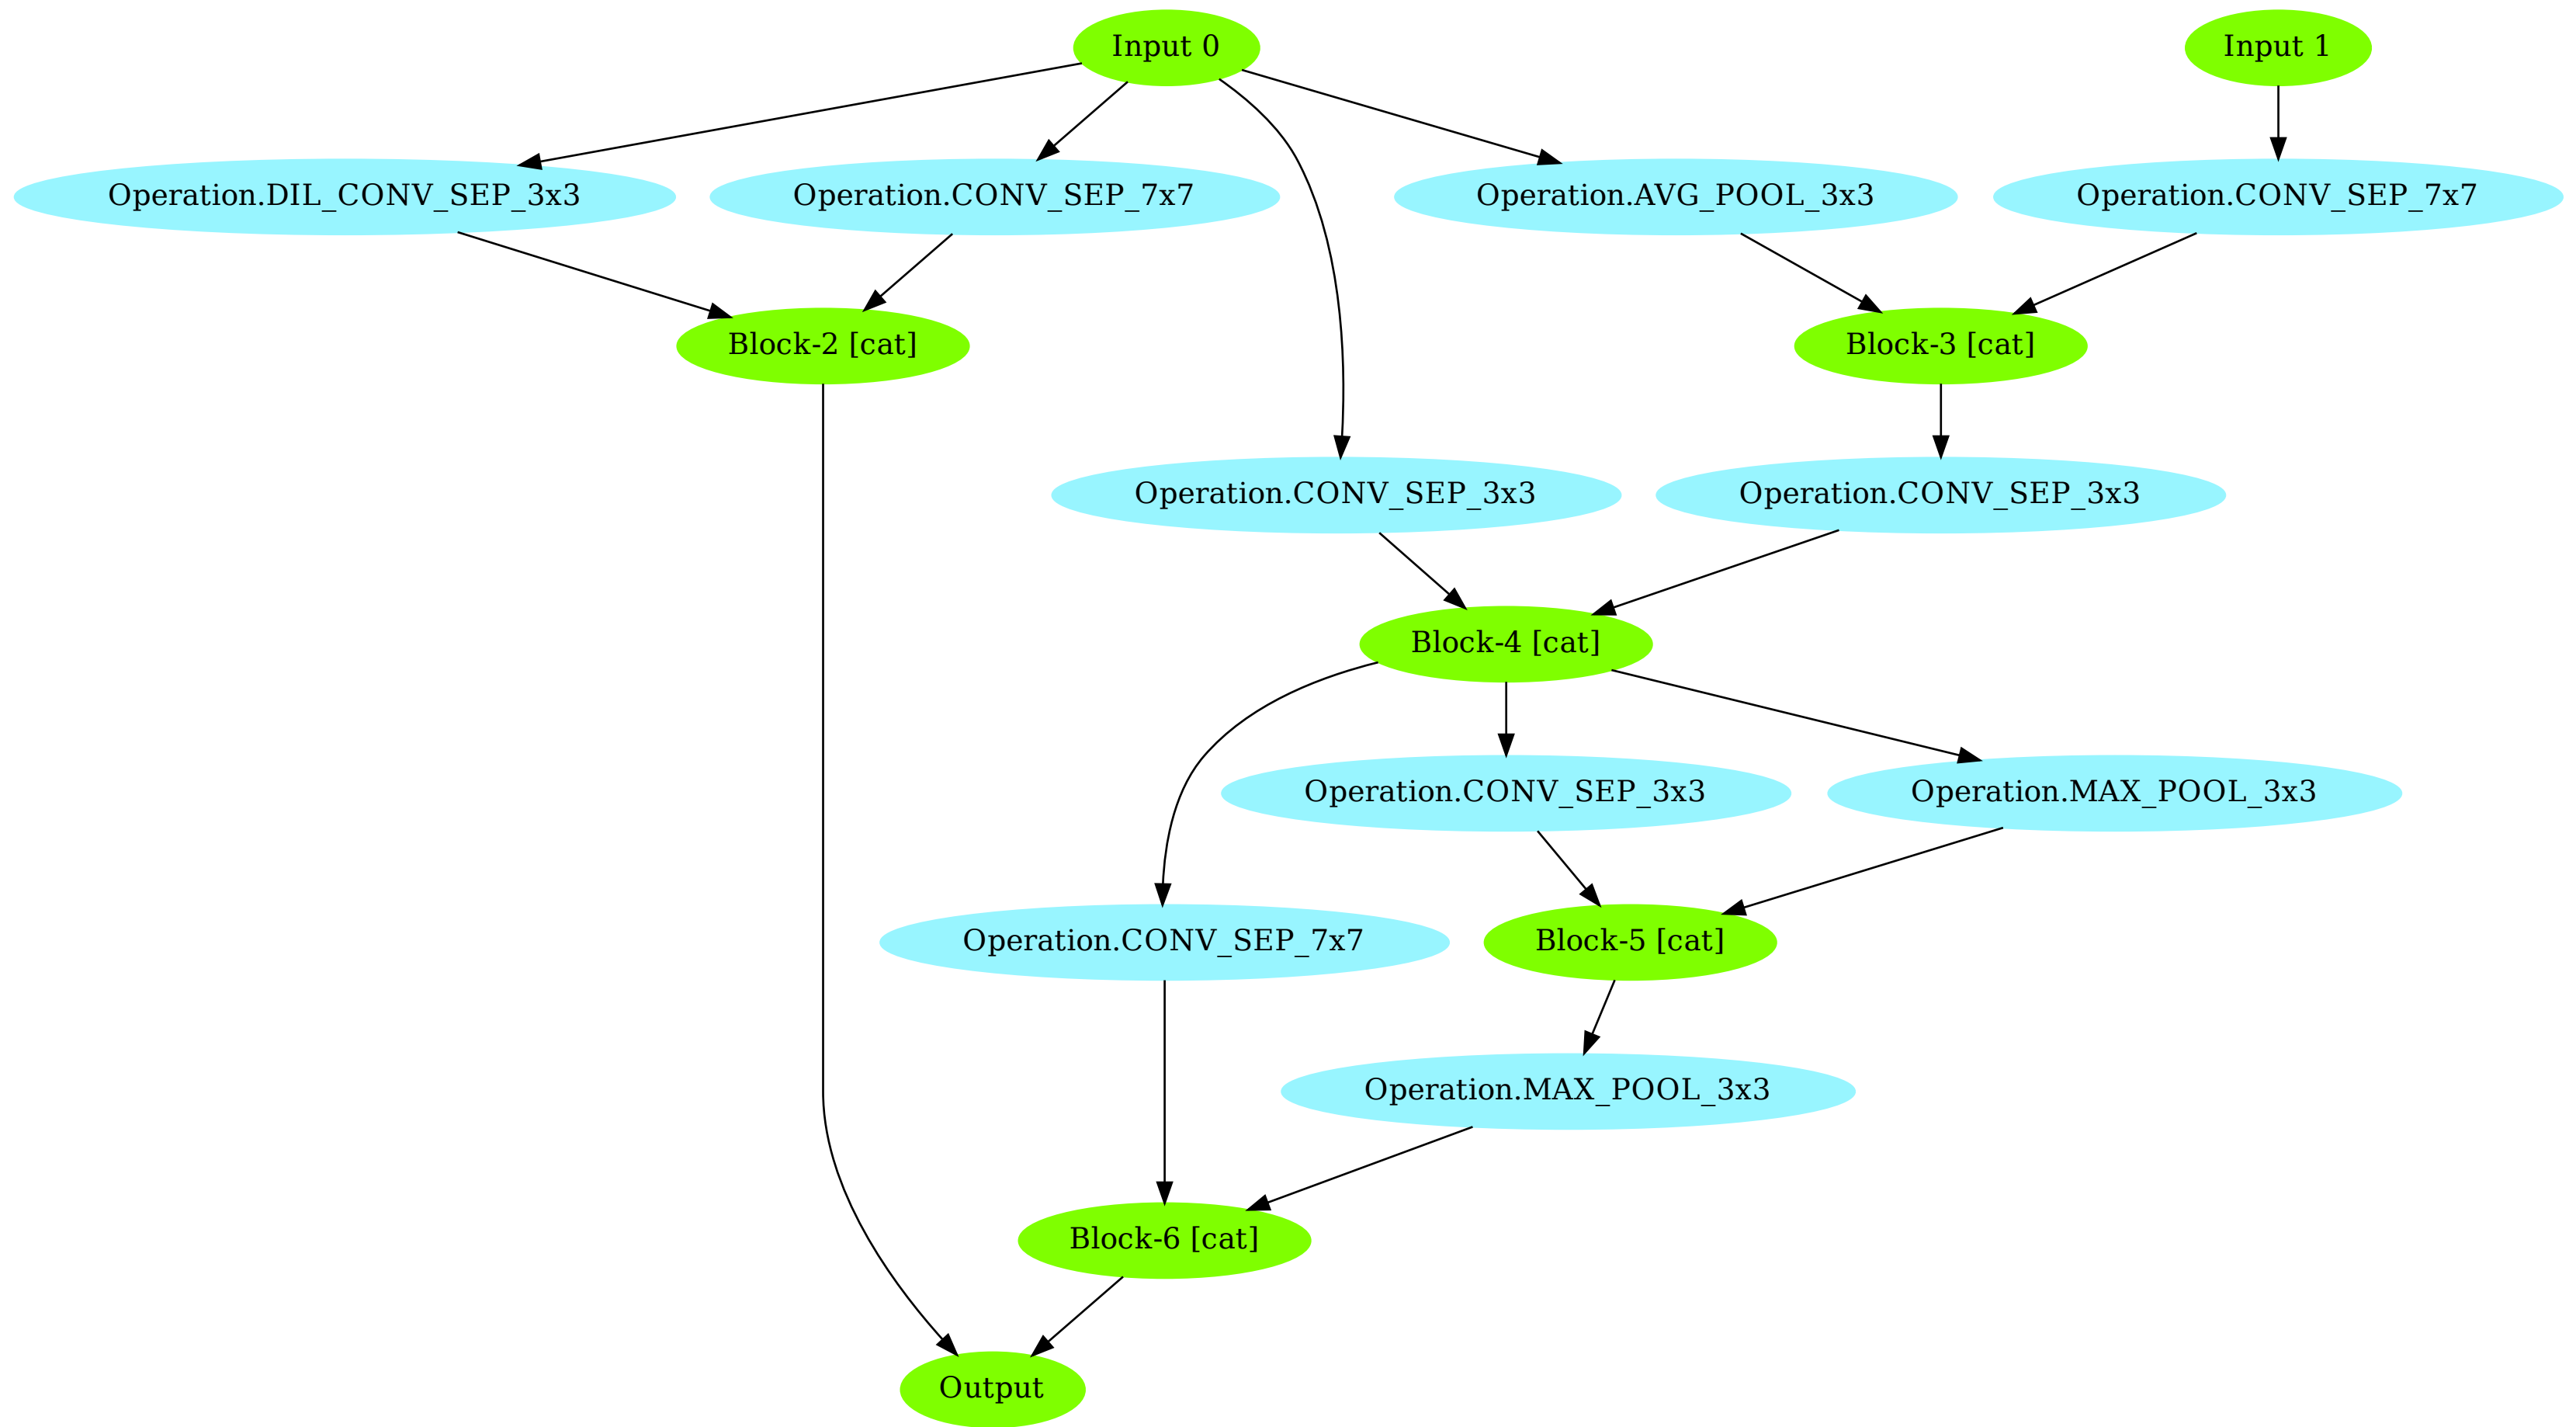 Input 0
Input 1
Operation.DIL_CONV_SEP_3x3
Operation.CONV_SEP_7x7
Operation.AVG_POOL_3x3
Operation.CONV_SEP_7x7
Block-2 [cat]
Block-3 [cat]
Operation.CONV_SEP_3x3
Operation.CONV_SEP_3x3
Block-4 [cat]
Operation.CONV_SEP_3x3
Operation.MAX_POOL_3x3
Operation.CONV_SEP_7x7
Block-5 [cat]
Operation.MAX_POOL_3x3
Block-6 [cat]
Output